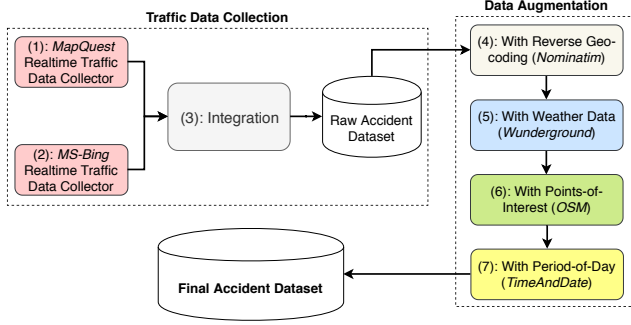 Traffic Data Collection
(1): MapQuest
Realtime Traffic
Data Collector
(2): MS-Bing
Realtime Traffic
Data Collector
(3): Integration
Raw Accident
Dataset
Data Augmentation
(4): With Reverse Geo-
coding (Nominatim)
(5): With Weather Data
(Wunderground)
(6): With Points-of-
Interest (OSM)
(7): With Period-of-Day
(TimeAndDate)
Final Accident Dataset